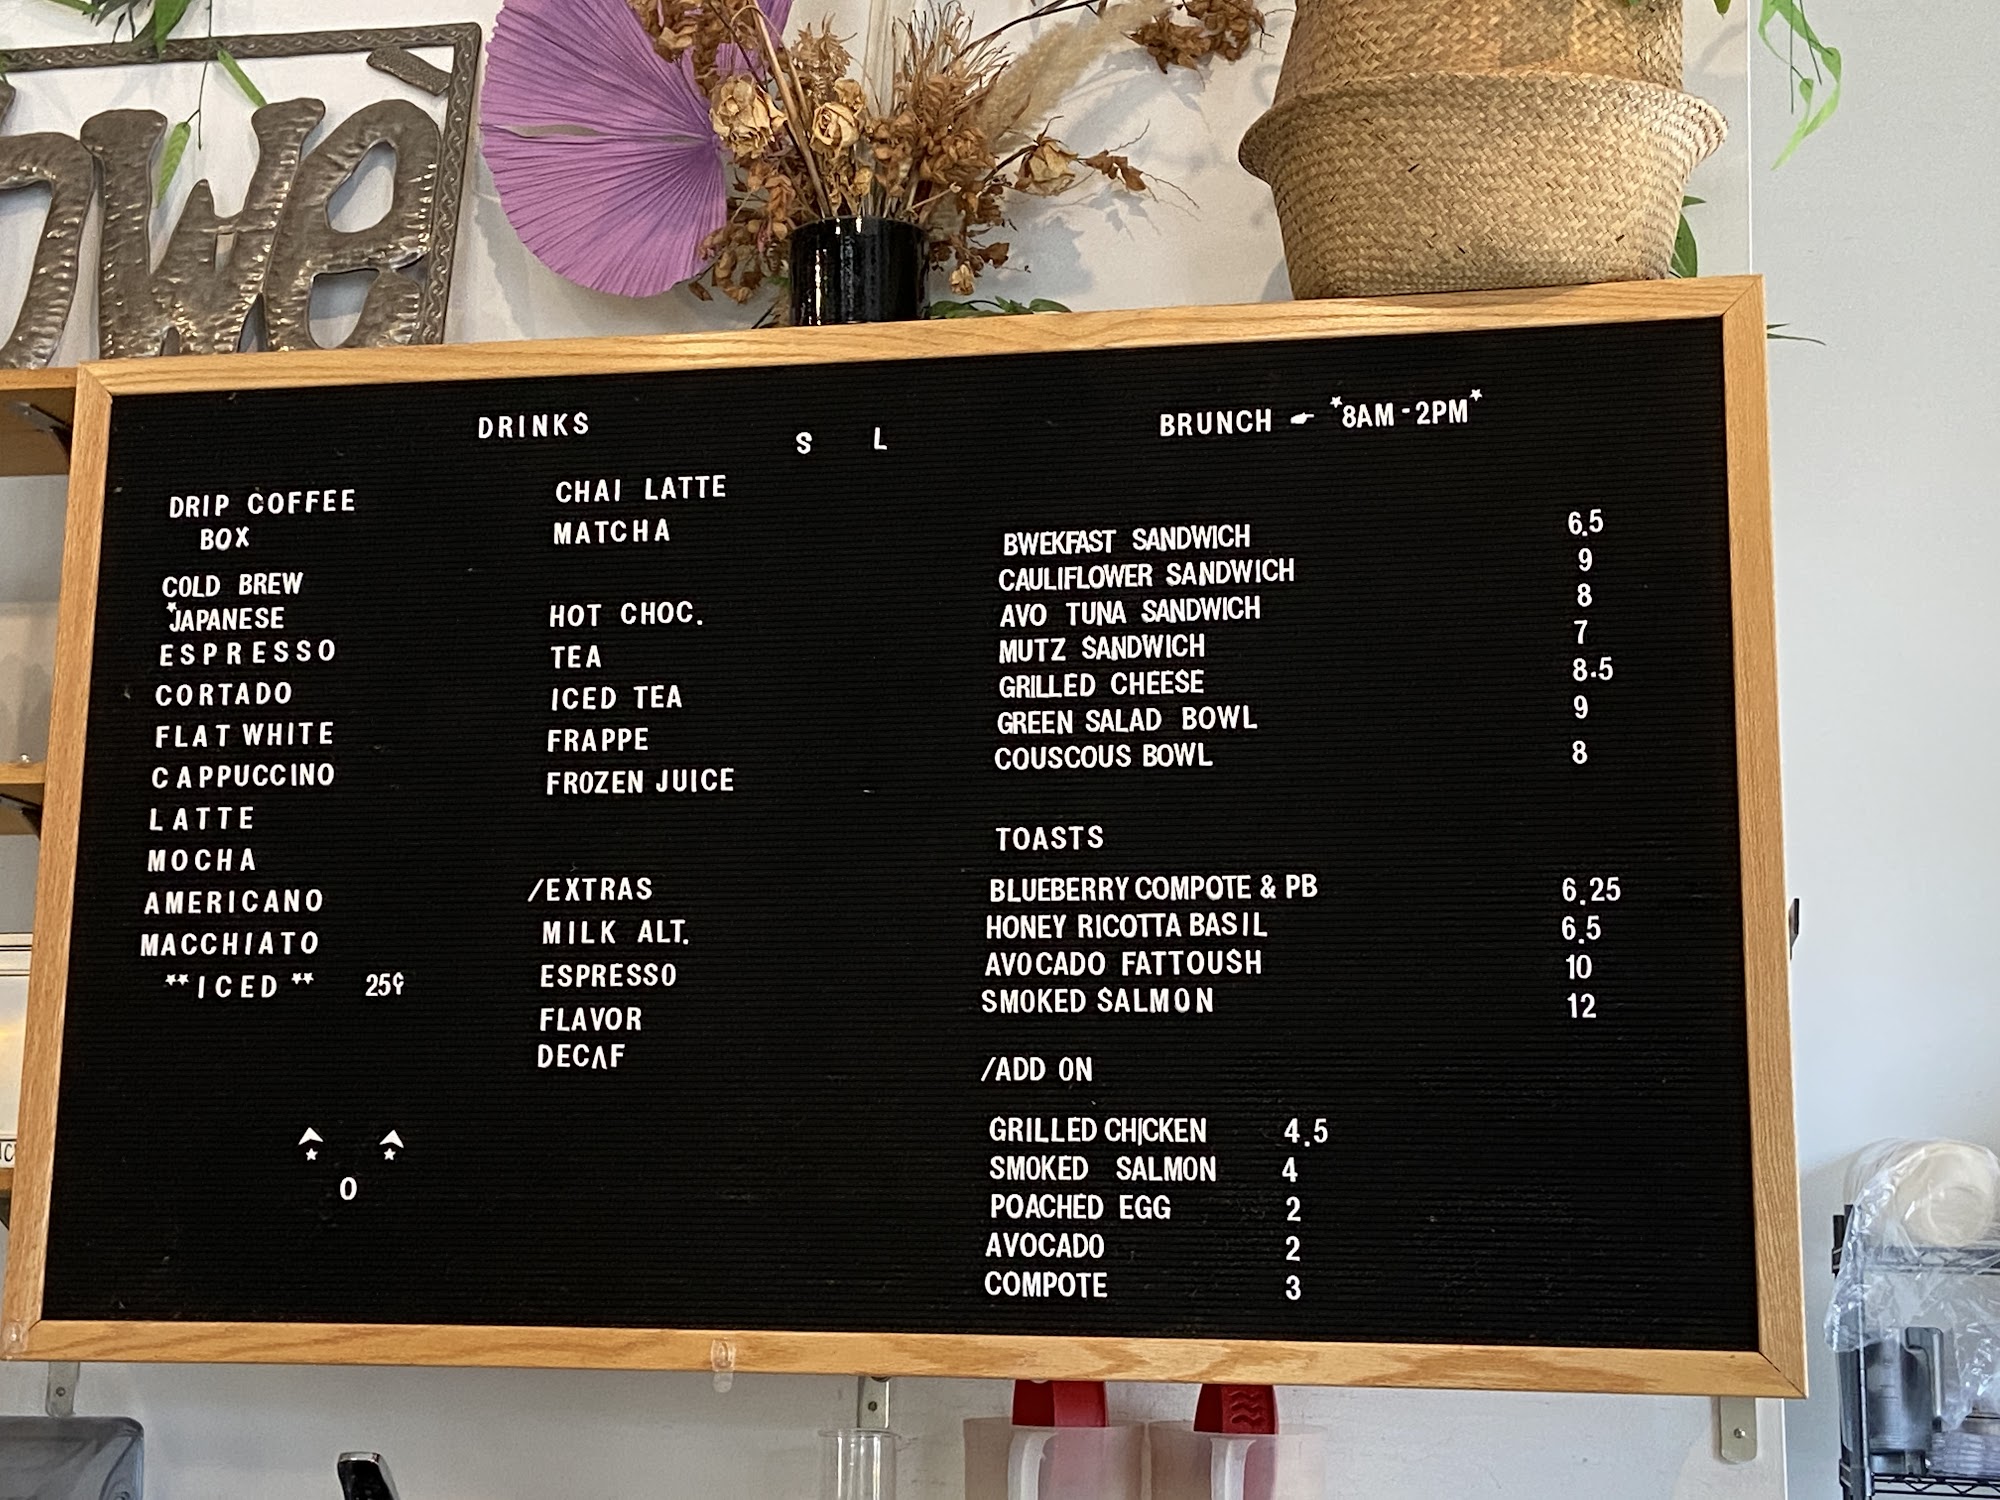 we
DRINKS
S L
DRIP COFFEE
BOX
COLD BREW
*JAPANESE
ESPRESSO
CORTADO
FLAT WHITE
CAPPUCCINO
LATTE
MOCHA
AMERICANO
MACCHIATO
**ICED** 25¢
O
CHAI LATTE
MATCHA
HOT CHOC.
TEA
ICED TEA
FRAPPE
FROZEN JUICE
/EXTRAS
MILK ALT.
ESPRESSO
FLAVOR
DECAF
BRUNCH ☛ *8AM-2PM*
BWEKFAST SANDWICH 6.5
CAULIFLOWER SANDWICH 9
AVO TUNA SANDWICH 8
MUTZ SANDWICH 7
GRILLED CHEESE 8.5
GREEN SALAD BOWL 9
COUSCOUS BOWL 8
TOASTS
BLUEBERRY COMPOTE & PB 6.25
HONEY RICOTTA BASIL 6.5
AVOCADO FATTOUSH 10
SMOKED SALMON 12
/ADD ON
GRILLED CHICKEN 4.5
SMOKED SALMON 4
POACHED EGG 2
AVOCADO 2
COMPOTE 3